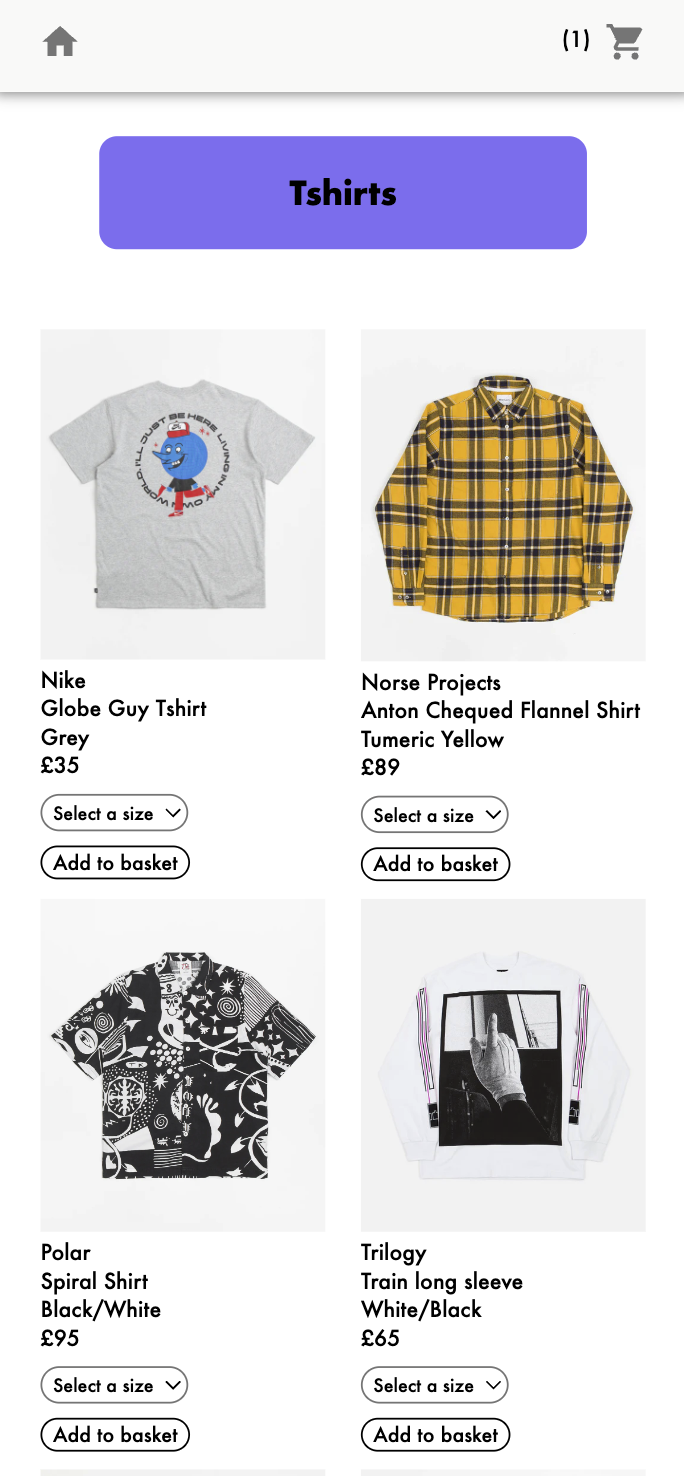 (1)
Tshirts
I'LL JUST BE HERE LIVING IN MY OWN WORLD.
Nike
Globe Guy Tshirt
Grey
£35
Select a size
Add to basket
Norse Projects
Anton Chequed Flannel Shirt
Tumeric Yellow
£89
Select a size
Add to basket
Polar
Spiral Shirt
Black/White
£95
Select a size
Add to basket
Trilogy
Train long sleeve
White/Black
£65
Select a size
Add to basket